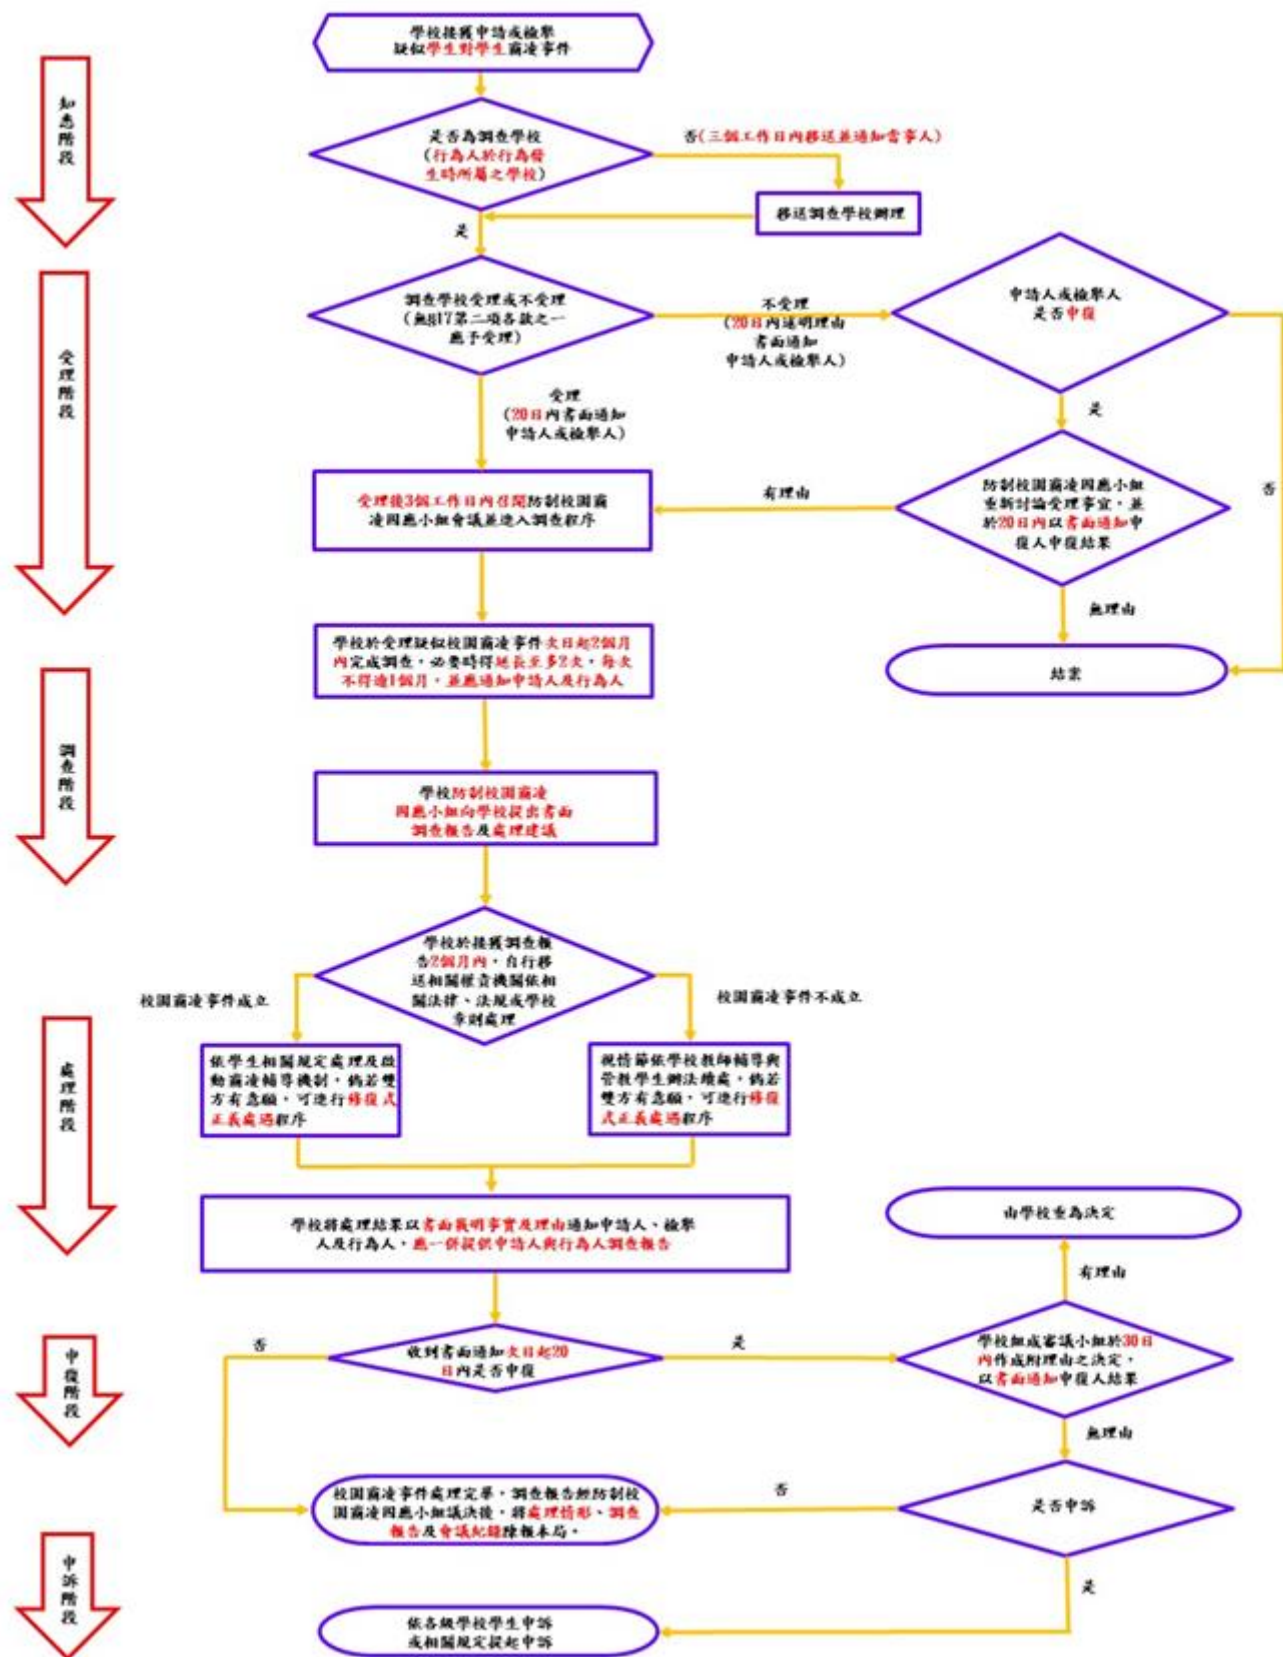 學校接獲申請或檢舉
疑似學生對學生霸凌事件
知悉階段
是否為調查學校
(行為人於行為發
生時所屬之學校)
否(三個工作日內移送並通知當事人)
移送調查學校辦理
是
受理階段
調查學校受理或不受理
(無§17第二項各款之一
應予受理)
不受理
(20日內述明理由
書面通知
申請人或檢舉人)
申請人或檢舉人
是否申復
受理
(20日內書面通知
申請人或檢舉人)
是
否
受理後3個工作日內召開防制校園霸
凌因應小組會議並進入調查程序
有理由
防制校園霸凌因應小組
重新討論受理事宜,並
於20日內以書面通知申
復人申復結果
無理由
結案
學校於受理疑似校園霸凌事件次日起2個月
內完成調查,必要時得延長至多2次,每次
不得逾1個月,並應通知申請人及行為人
調查階段
學校防制校園霸凌
因應小組向學校提出書面
調查報告及處理建議
學校於接獲調查報
告2個月內,自行移
送相關權責機關依相
關法律、法規或學校
章則處理
校園霸凌事件成立
校園霸凌事件不成立
處理階段
依學生相關規定處理及啟
動霸凌輔導機制,倘若雙
方有意願,可進行修復式
正義處遇程序
視情節依學校教師輔導與
管教學生辦法續處,倘若
雙方有意願,可進行修復
式正義處遇程序
學校將處理結果以書面載明事實及理由通知申請人、檢舉
人及行為人,應一併提供申請人與行為人調查報告
由學校重為決定
有理由
申復階段
否
收到書面通知次日起20
日內是否申復
是
學校組成審議小組於30日
內作成附理由之決定,
以書面通知申復人結果
無理由
校園霸凌事件處理完畢,調查報告經防制校
園霸凌因應小組議決後,將處理情形、調查
報告及會議紀錄陳報本局。
否
是否申訴
是
申訴階段
依各級學校學生申訴
或相關規定提起申訴